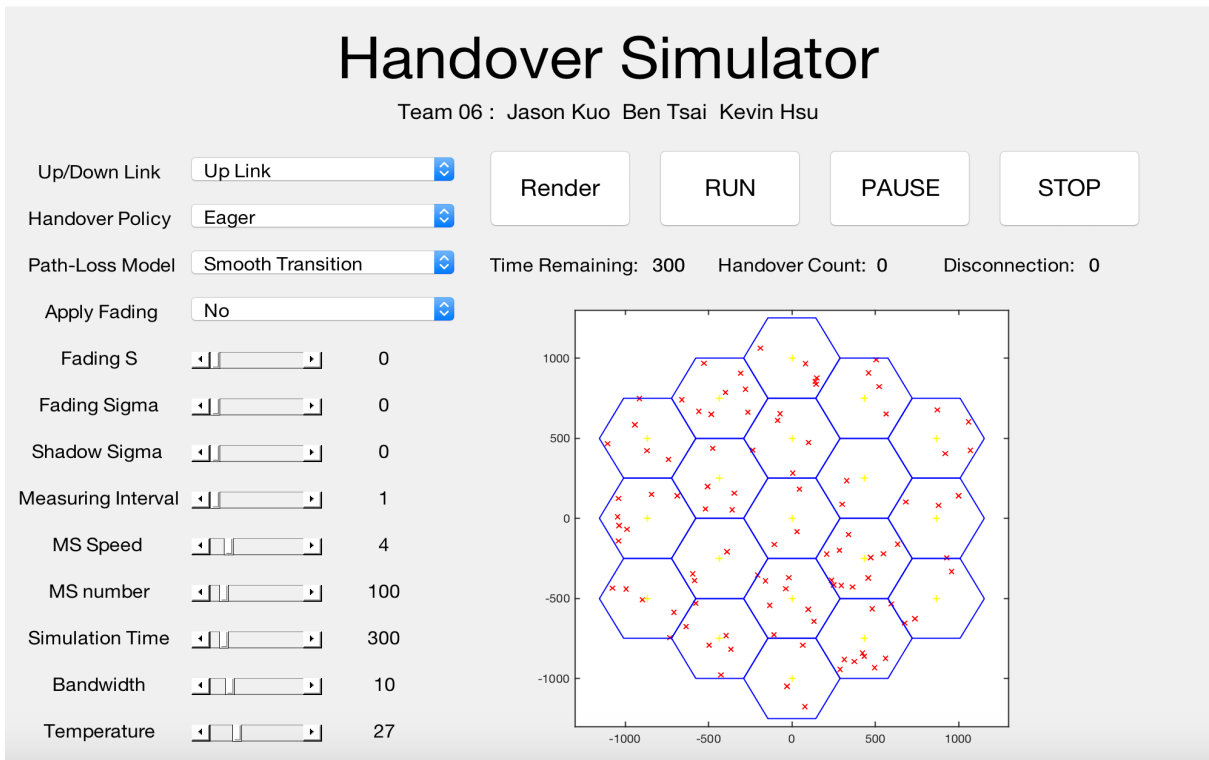 Handover Simulator
Team 06 : Jason Kuo Ben Tsai Kevin Hsu
Up/Down Link Up Link
Handover Policy Eager
Path-Loss Model Smooth Transition
Apply Fading No
Fading S 0
Fading Sigma 0
Shadow Sigma 0
Measuring Interval 1
MS Speed 4
MS number 100
Simulation Time 300
Bandwidth 10
Temperature 27
Render RUN PAUSE STOP
Time Remaining: 300 Handover Count: 0 Disconnection: 0
1000
500
0
-500
-1000
-1000 -500 0 500 1000